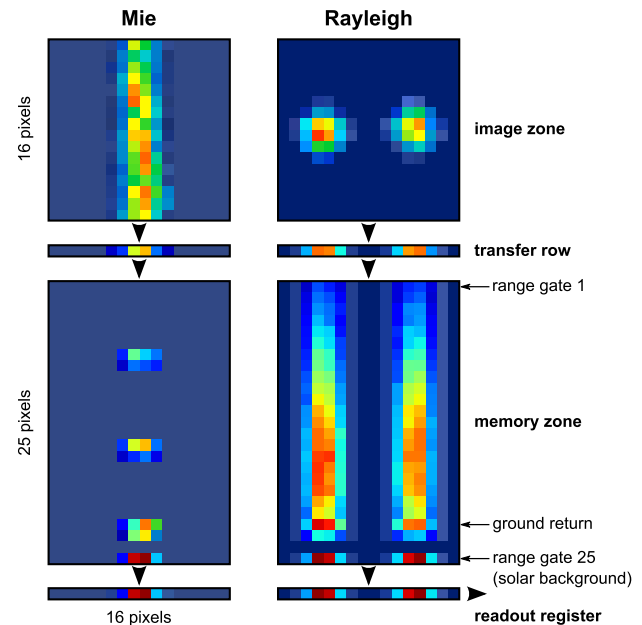 Mie
Rayleigh
16 pixels
image zone
transfer row
range gate 1
25 pixels
memory zone
ground return
range gate 25
(solar background)
16 pixels
readout register